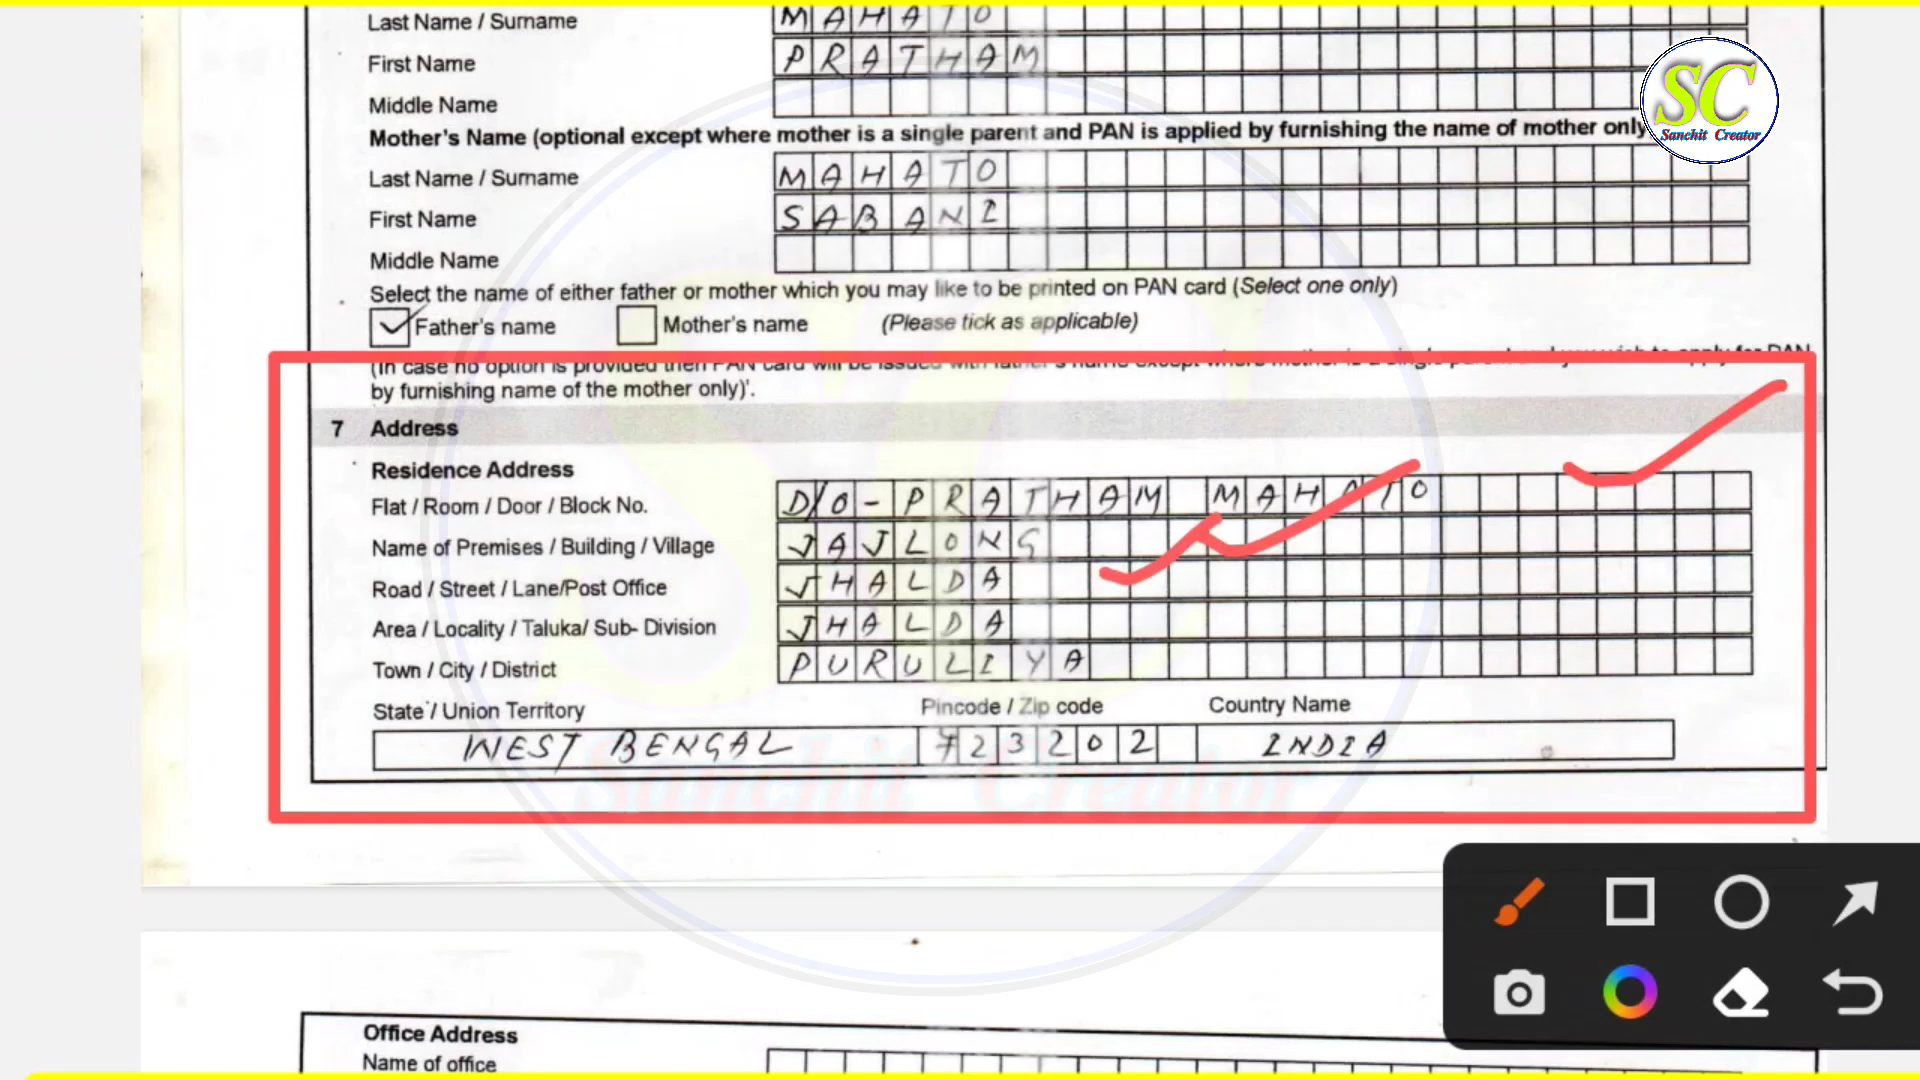 Last Name / Surname MAHATO
First Name PRATHAM
Middle Name
Mother's Name (optional except where mother is a single parent and PAN is applied by furnishing the name of mother only
Last Name / Surname MAHATO
First Name SABANI
Middle Name
Select the name of either father or mother which you may like to be printed on PAN card (Select one only)
Father's name Mother's name (Please tick as applicable)
by furnishing name of the mother only)'.
7 Address
Residence Address
Flat / Room / Door / Block No. D/O-PRATHAM MAHATO
Name of Premises / Building / Village JAJLONG
Road / Street / Lane/Post Office JHALDA
Area / Locality / Taluka/ Sub- Division JHALDA
Town / City / District PURULIYA
State / Union Territory Pincode / Zip code Country Name
WEST BENGAL 723202 INDIA
Office Address
Name of office
SC
Sanchit Creator
Sanchit Creator